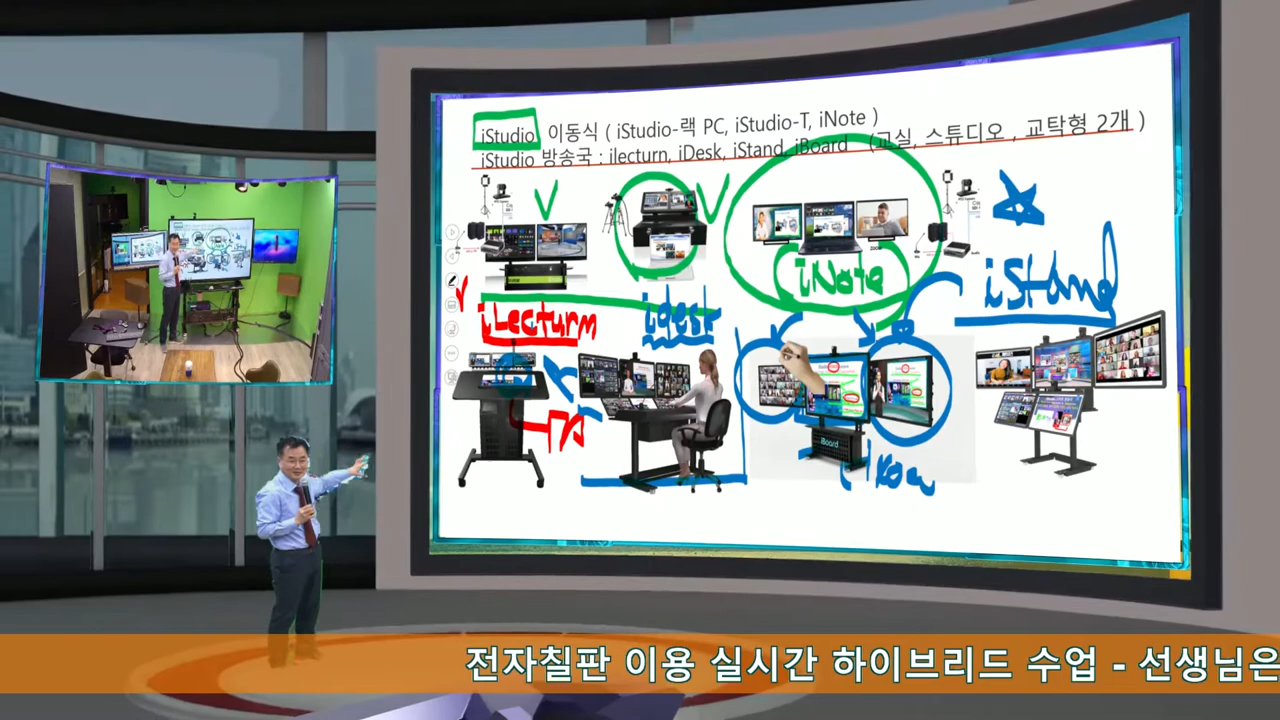 iStudio 이동식 ( iStudio-랙 PC, iStudio-T, iNote )
iStudio 방송국 : ilecturn, iDesk, iStand, iBoard (교실, 스튜디오 , 교탁형 2개 )
iNote
iStand
iLecturn
idesk
iBoard
전자칠판 이용 실시간 하이브리드 수업 - 선생님은